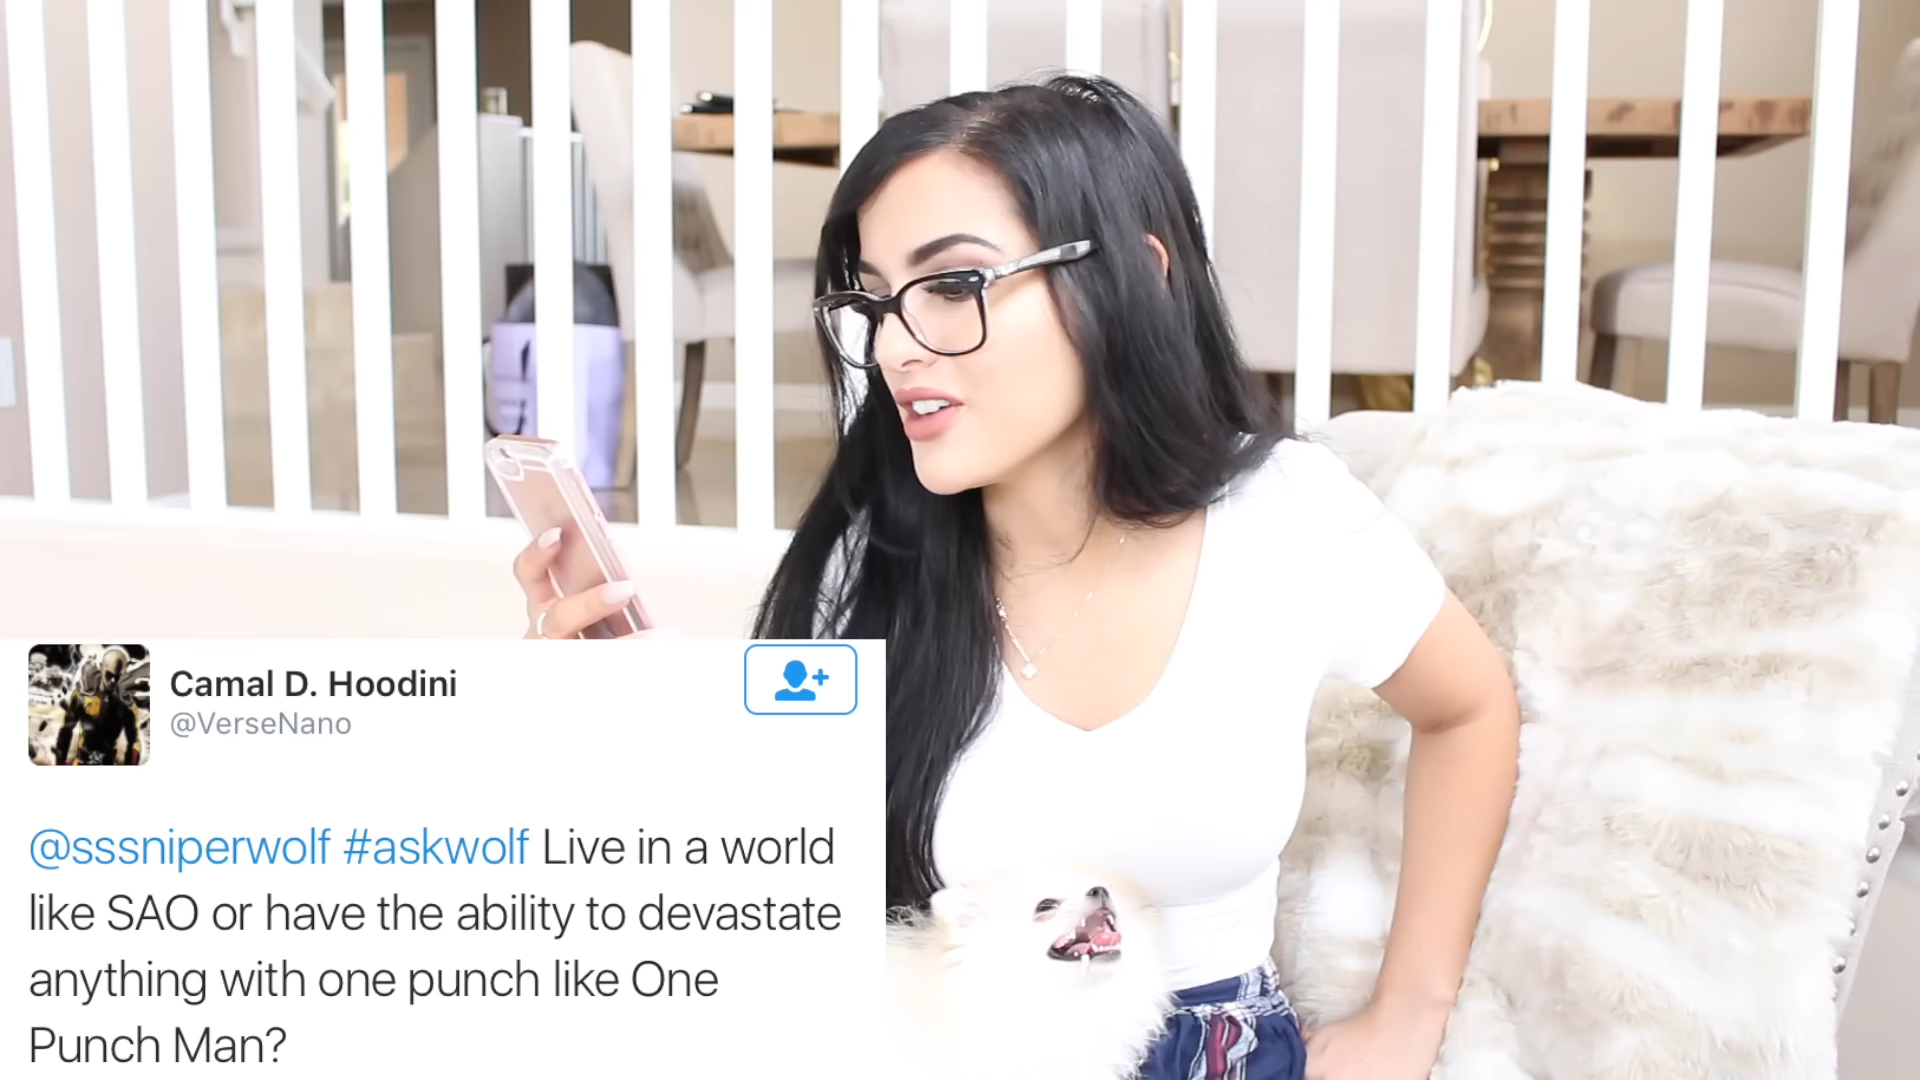 Camal D. Hoodini
@VerseNano
@sssniperwolf #askwolf Live in a world
like SAO or have the ability to devastate
anything with one punch like One
Punch Man?